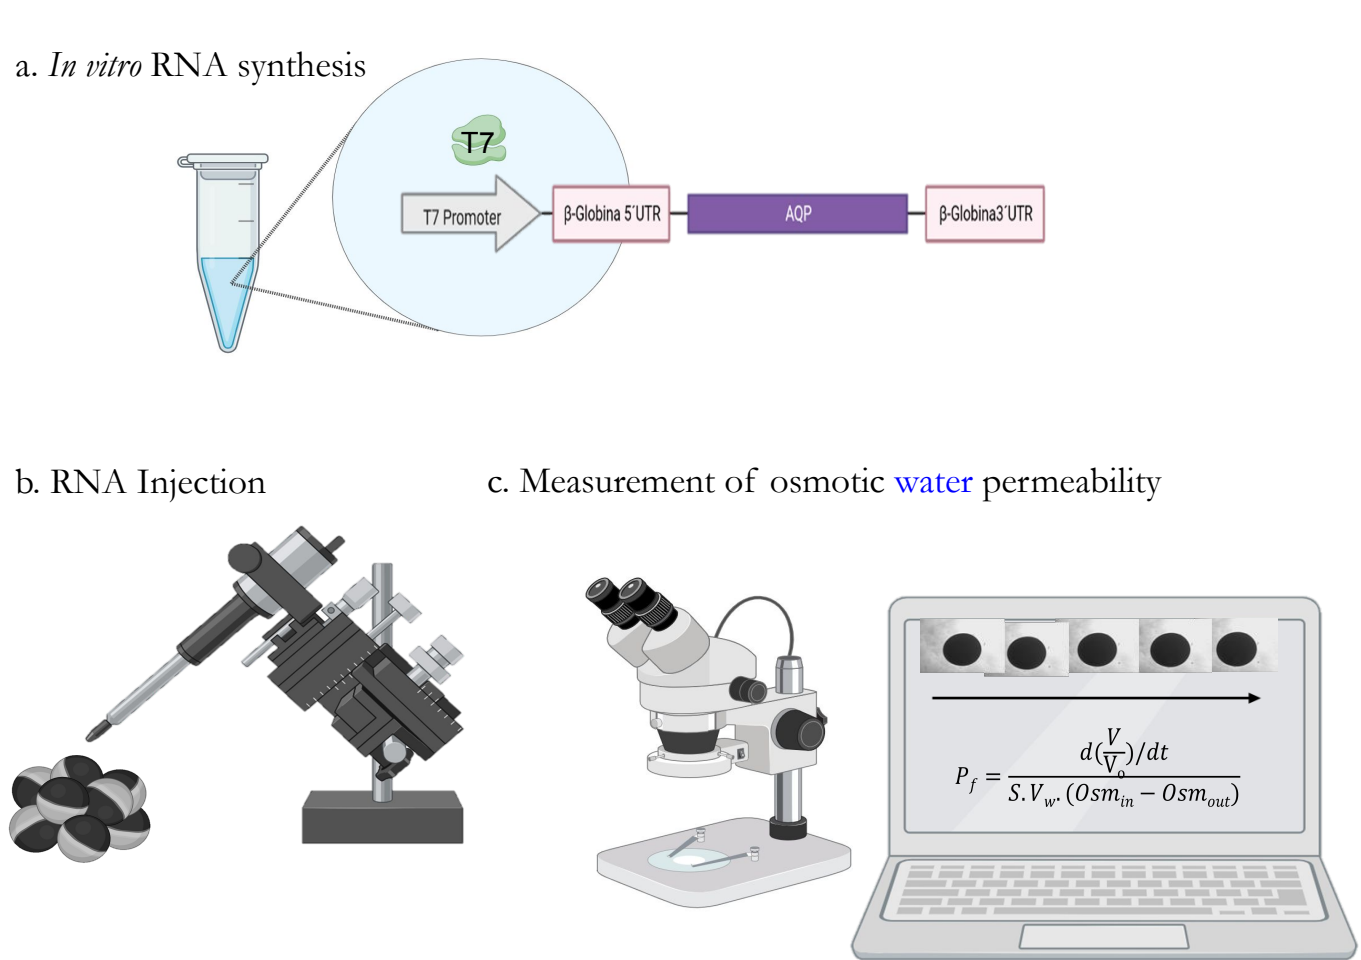 a. In vitro RNA synthesis
T7
T7 Promoter
β-Globina 5´UTR
AQP
β-Globina3´UTR
b. RNA Injection
c. Measurement of osmotic water permeability
P_f = d(V/V_o)/dt / S.V_w.(Osm_in − Osm_out)